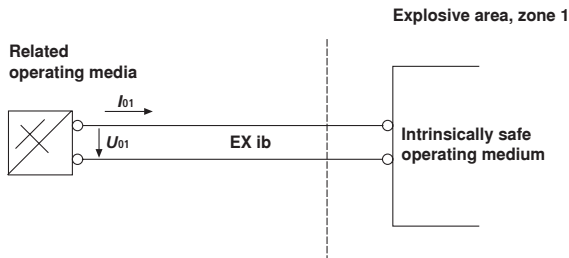 Explosive area, zone 1
Related
operating media
I01
U01
EX ib
Intrinsically safe
operating medium